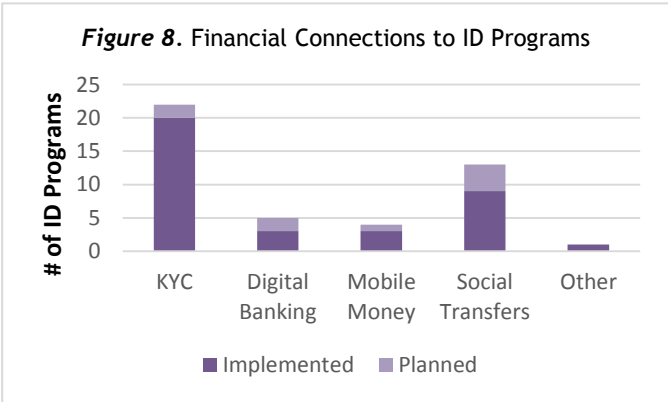 Figure 8. Financial Connections to ID Programs
# of ID Programs
25
20
15
10
5
0
KYC
Digital Banking
Mobile Money
Social Transfers
Other
Implemented
Planned